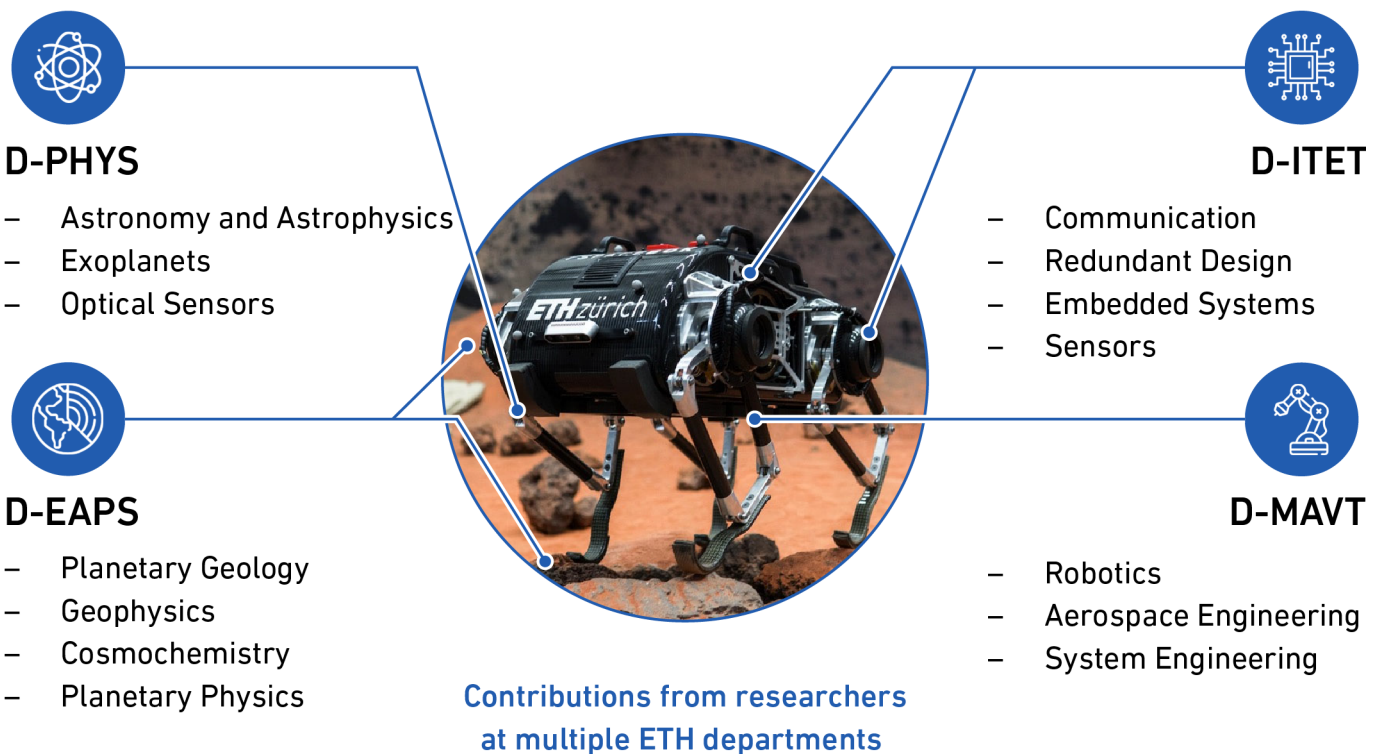 D-PHYS
– Astronomy and Astrophysics
– Exoplanets
– Optical Sensors
D-EAPS
– Planetary Geology
– Geophysics
– Cosmochemistry
– Planetary Physics
ETH zürich
D-ITET
– Communication
– Redundant Design
– Embedded Systems
– Sensors
D-MAVT
– Robotics
– Aerospace Engineering
– System Engineering
Contributions from researchers
at multiple ETH departments